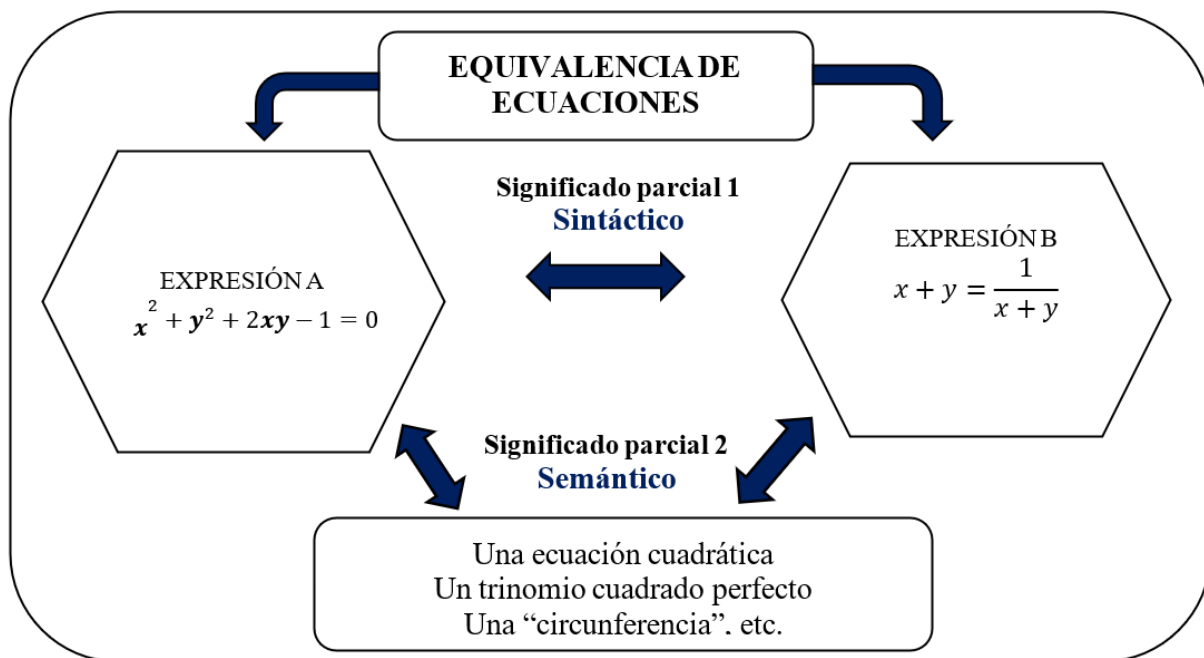 EQUIVALENCIA DE
ECUACIONES
Significado parcial 1
Sintáctico
EXPRESIÓN A
x² + y² + 2xy − 1 = 0
EXPRESIÓN B
x + y = 1/(x + y)
Significado parcial 2
Semántico
Una ecuación cuadrática
Un trinomio cuadrado perfecto
Una “circunferencia”, etc.